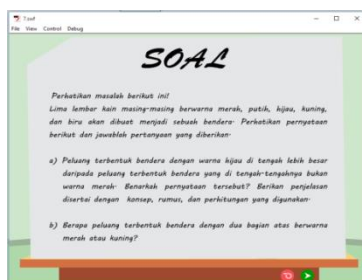 7.swf
File View Control Debug
SOAL
Perhatikan masalah berikut ini!
Lima lembar kain masing-masing berwarna merah, putih, hijau, kuning,
dan biru akan dibuat menjadi sebuah bendera. Perhatikan pernyataan
berikut dan jawablah pertanyaan yang diberikan.
a) Peluang terbentuk bendera dengan warna hijau di tengah lebih besar
daripada peluang terbentuk bendera yang di tengah-tengahnya bukan
warna merah. Benarkah pernyataan tersebut? Berikan penjelasan
disertai dengan konsep, rumus, dan perhitungan yang digunakan.
b) Berapa peluang terbentuk bendera dengan dua bagian atas berwarna
merah atau kuning?